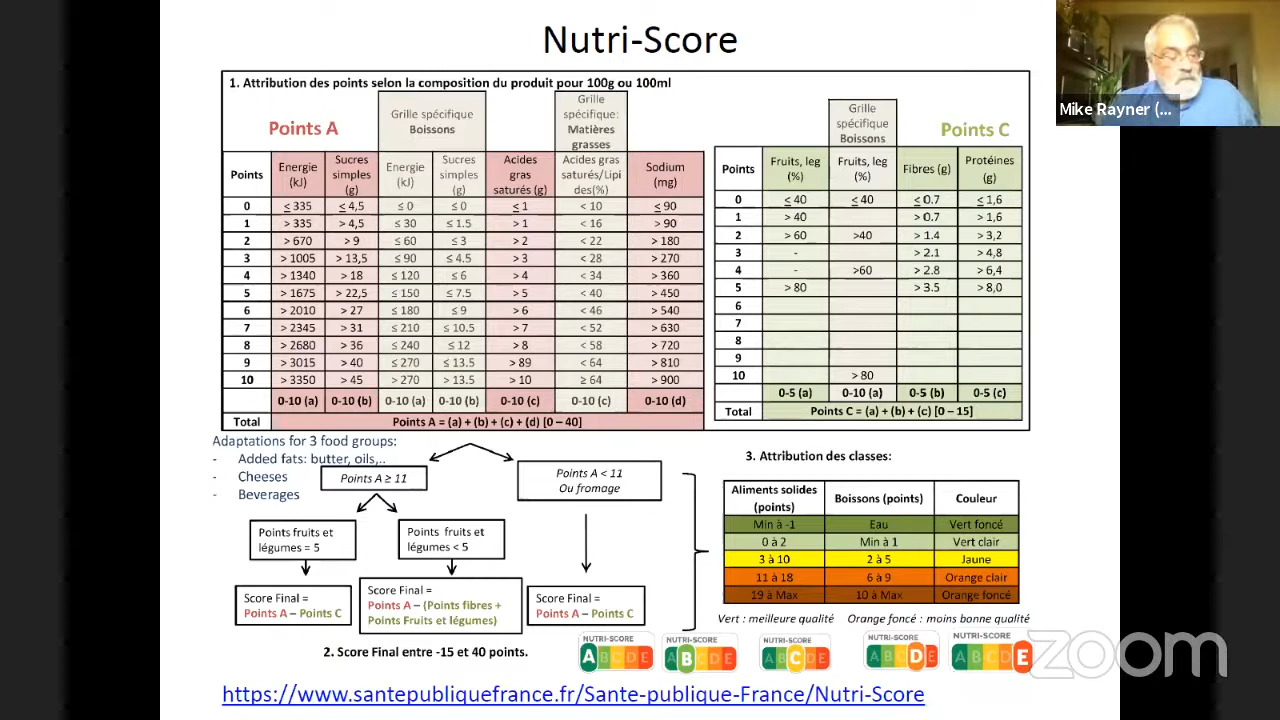 Nutri-Score
Mike Rayner (...
1. Attribution des points selon la composition du produit pour 100g ou 100ml
Points A
Grille spécifique
Boissons
Grille
spécifique:
Matières
grasses
Points
Energie
(kJ)
Sucres
simples
(g)
Energie
(kJ)
Sucres
simples
(g)
Acides
gras
saturés (g)
Acides gras
saturés/Lipi
des(%)
Sodium
(mg)
0 ≤ 335 ≤ 4,5 ≤ 0 ≤ 0 ≤ 1 < 10 ≤ 90
1 > 335 > 4,5 ≤ 30 ≤ 1.5 > 1 < 16 > 90
2 > 670 > 9 ≤ 60 ≤ 3 > 2 < 22 > 180
3 > 1005 > 13,5 ≤ 90 ≤ 4.5 > 3 < 28 > 270
4 > 1340 > 18 ≤ 120 ≤ 6 > 4 < 34 > 360
5 > 1675 > 22,5 ≤ 150 ≤ 7.5 > 5 < 40 > 450
6 > 2010 > 27 ≤ 180 ≤ 9 > 6 < 46 > 540
7 > 2345 > 31 ≤ 210 ≤ 10.5 > 7 < 52 > 630
8 > 2680 > 36 ≤ 240 ≤ 12 > 8 < 58 > 720
9 > 3015 > 40 ≤ 270 ≤ 13.5 > 89 < 64 > 810
10 > 3350 > 45 > 270 > 13.5 > 10 ≥ 64 > 900
0-10 (a) 0-10 (b) 0-10 (a) 0-10 (b) 0-10 (c) 0-10 (c) 0-10 (d)
Total Points A = (a) + (b) + (c) + (d) [0 – 40]
Grille
spécifique
Boissons
Points C
Points
Fruits, leg
(%)
Fruits, leg
(%)
Fibres (g)
Protéines
(g)
0 ≤ 40 ≤ 40 ≤ 0.7 ≤ 1,6
1 > 40 > 0.7 > 1,6
2 > 60 >40 > 1.4 > 3,2
3 - > 2.1 > 4,8
4 - >60 > 2.8 > 6,4
5 > 80 > 3.5 > 8,0
6
7
8
9
10 > 80
0-5 (a) 0-10 (a) 0-5 (b) 0-5 (c)
Total Points C = (a) + (b) + (c) [0 – 15]
Adaptations for 3 food groups:
- Added fats: butter, oils,..
- Cheeses
- Beverages
Points A ≥ 11
Points A < 11
Ou fromage
Points fruits et
légumes = 5
Points fruits et
légumes < 5
Score Final =
Points A – Points C
Score Final =
Points A – (Points fibres +
Points Fruits et légumes)
Score Final =
Points A – Points C
2. Score Final entre -15 et 40 points.
3. Attribution des classes:
Aliments solides
(points)
Boissons (points)
Couleur
Min à -1 Eau Vert foncé
0 à 2 Min à 1 Vert clair
3 à 10 2 à 5 Jaune
11 à 18 6 à 9 Orange clair
19 à Max 10 à Max Orange foncé
Vert : meilleure qualité Orange foncé : moins bonne qualité
NUTRI-SCORE NUTRI-SCORE NUTRI-SCORE NUTRI-SCORE NUTRI-SCORE
ABCDE ABCDE ABCDE ABCDE ABCDE
zoom
https://www.santepubliquefrance.fr/Sante-publique-France/Nutri-Score